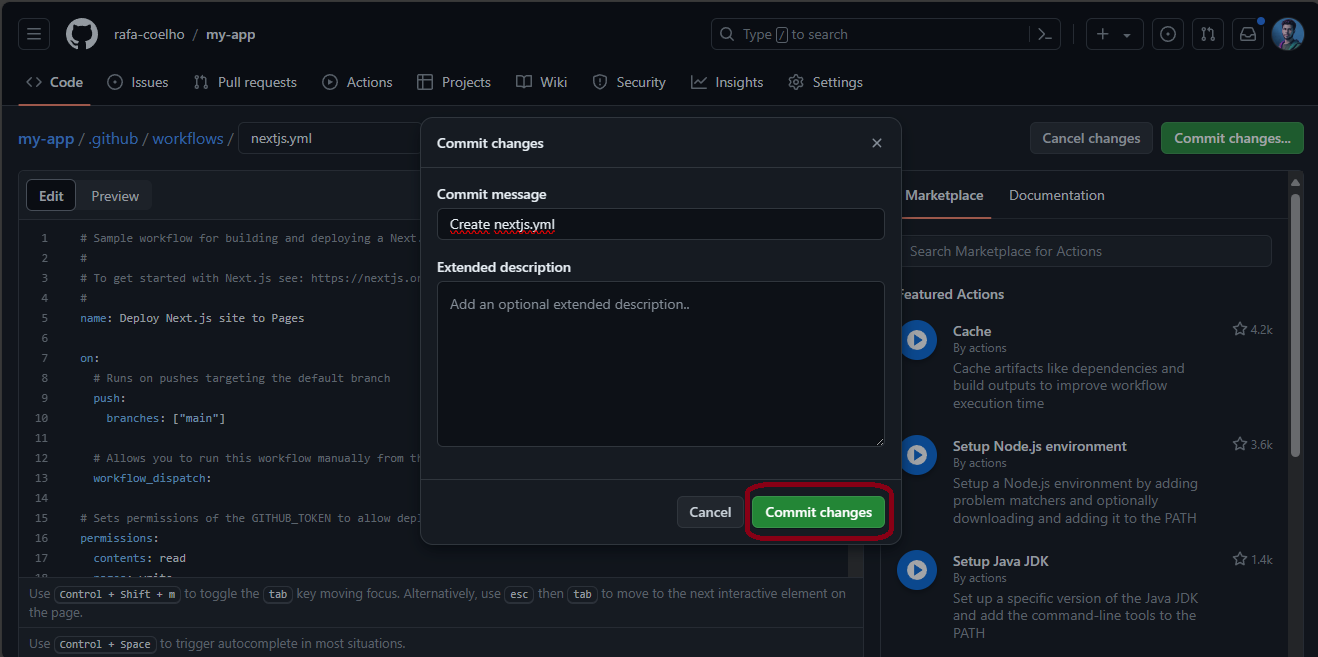 rafa-coelho / my-app
Type / to search
Code
Issues
Pull requests
Actions
Projects
Wiki
Security
Insights
Settings
my-app / .github / workflows / nextjs.yml
Cancel changes
Commit changes...
Edit
Preview
1 # Sample workflow for building and deploying a Next.
2 #
3 # To get started with Next.js see: https://nextjs.or
4 #
5 name: Deploy Next.js site to Pages
6
7 on:
8 # Runs on pushes targeting the default branch
9 push:
10 branches: ["main"]
11
12 # Allows you to run this workflow manually from th
13 workflow_dispatch:
14
15 # Sets permissions of the GITHUB_TOKEN to allow depl
16 permissions:
17 contents: read
18 pages: write
Use Control + Shift + m to toggle the tab key moving focus. Alternatively, use esc then tab to move to the next interactive element on
the page.
Use Control + Space to trigger autocomplete in most situations.
Commit changes
Commit message
Create nextjs.yml
Extended description
Add an optional extended description..
Cancel
Commit changes
Marketplace
Documentation
Search Marketplace for Actions
Featured Actions
Cache
4.2k
By actions
Cache artifacts like dependencies and
build outputs to improve workflow
execution time
Setup Node.js environment
3.6k
By actions
Setup a Node.js environment by adding
problem matchers and optionally
downloading and adding it to the PATH
Setup Java JDK
1.4k
By actions
Set up a specific version of the Java JDK
and add the command-line tools to the
PATH